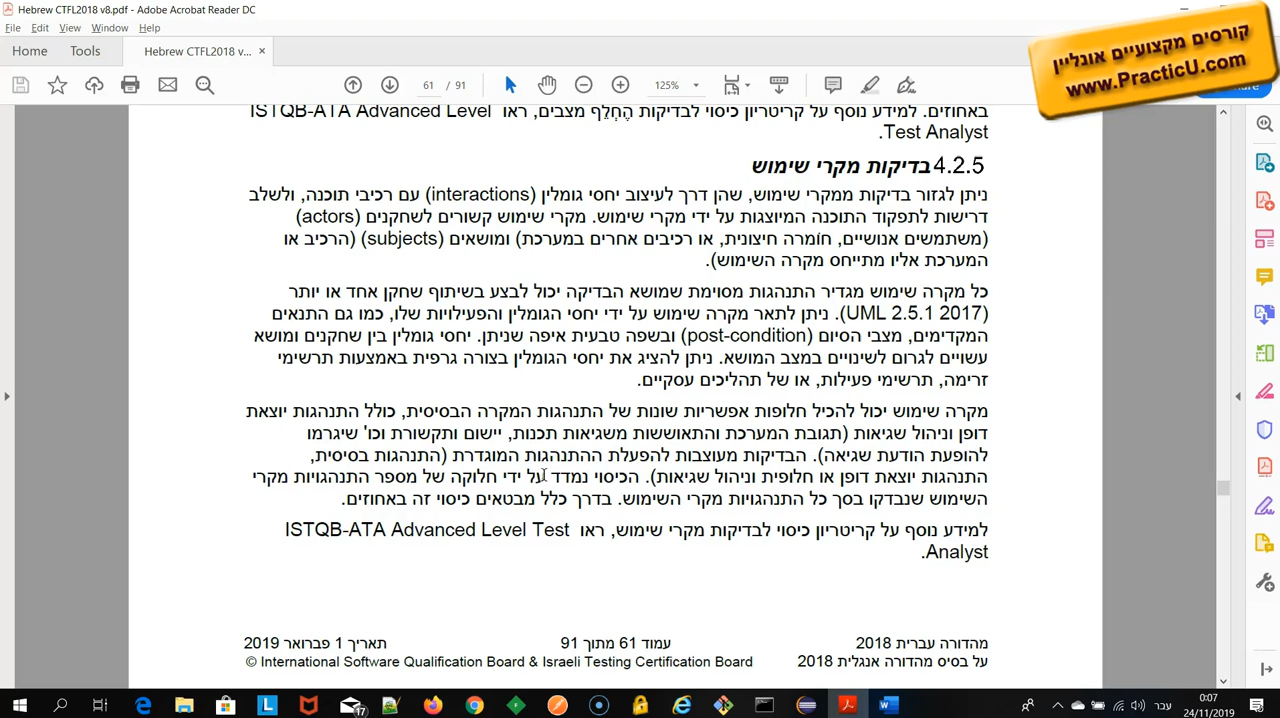 Hebrew CTFL2018 v8.pdf - Adobe Acrobat Reader DC
File Edit View Window Help
Home Tools Hebrew CTFL2018 v... ×
61 / 91 125%
קורסים מקצועיים אונליין
www.PracticU.com
באחוזים. למידע נוסף על קריטריון כיסוי לבדיקות הֶחְלֵף מצבים, ראו ISTQB-ATA Advanced Level
Test Analyst.
4.2.5 בדיקות מקרי שימוש
ניתן לגזור בדיקות ממקרי שימוש, שהן דרך לעיצוב יחסי גומלין (interactions) עם רכיבי תוכנה, ולשלב
דרישות לתפקוד התוכנה המיוצגות על ידי מקרי שימוש. מקרי שימוש קשורים לשחקנים (actors)
(משתמשים אנושיים, חוֹמרה חיצונית, או רכיבים אחרים במערכת) ומושאים (subjects) (הרכיב או
המערכת אליו מתייחס מקרה השימוש).
כל מקרה שימוש מגדיר התנהגות מסוימת שמושא הבדיקה יכול לבצע בשיתוף שחקן אחד או יותר
(UML 2.5.1 2017). ניתן לתאר מקרה שימוש על ידי יחסי הגומלין והפעילויות שלו, כמו גם התנאים
המקדימים, מצבי הסיום (post-condition) ובשפה טבעית איפה שניתן. יחסי גומלין בין שחקנים ומושא
עשויים לגרום לשינויים במצב המושא. ניתן להציג את יחסי הגומלין בצורה גרפית באמצעות תרשימי
זרימה, תרשימי פעילות, או של תהליכים עסקיים.
מקרה שימוש יכול להכיל חלופות אפשריות שונות של התנהגות המקרה הבסיסית, כולל התנהגות יוצאת
דופן וניהול שגיאות (תגובת המערכת והתאוששות משגיאות תכנות, יישום ותקשורת וכו' שיגרמו
להופעת הודעת שגיאה). הבדיקות מעוצבות להפעלת ההתנהגות המוגדרת (התנהגות בסיסית,
התנהגות יוצאת דופן או חלופית וניהול שגיאות). הכיסוי נמדד על ידי חלוקה של מספר התנהגויות מקרי
השימוש שנבדקו בסך כל התנהגויות מקרי השימוש. בדרך כלל מבטאים כיסוי זה באחוזים.
למידע נוסף על קריטריון כיסוי לבדיקות מקרי שימוש, ראו ISTQB-ATA Advanced Level Test
Analyst.
מהדורה עברית 2018 עמוד 61 מתוך 91 תאריך 1 פברואר 2019
על בסיס מהדורה אנגלית 2018 © International Software Qualification Board & Israeli Testing Certification Board
17 עבר 0:07
24/11/2019